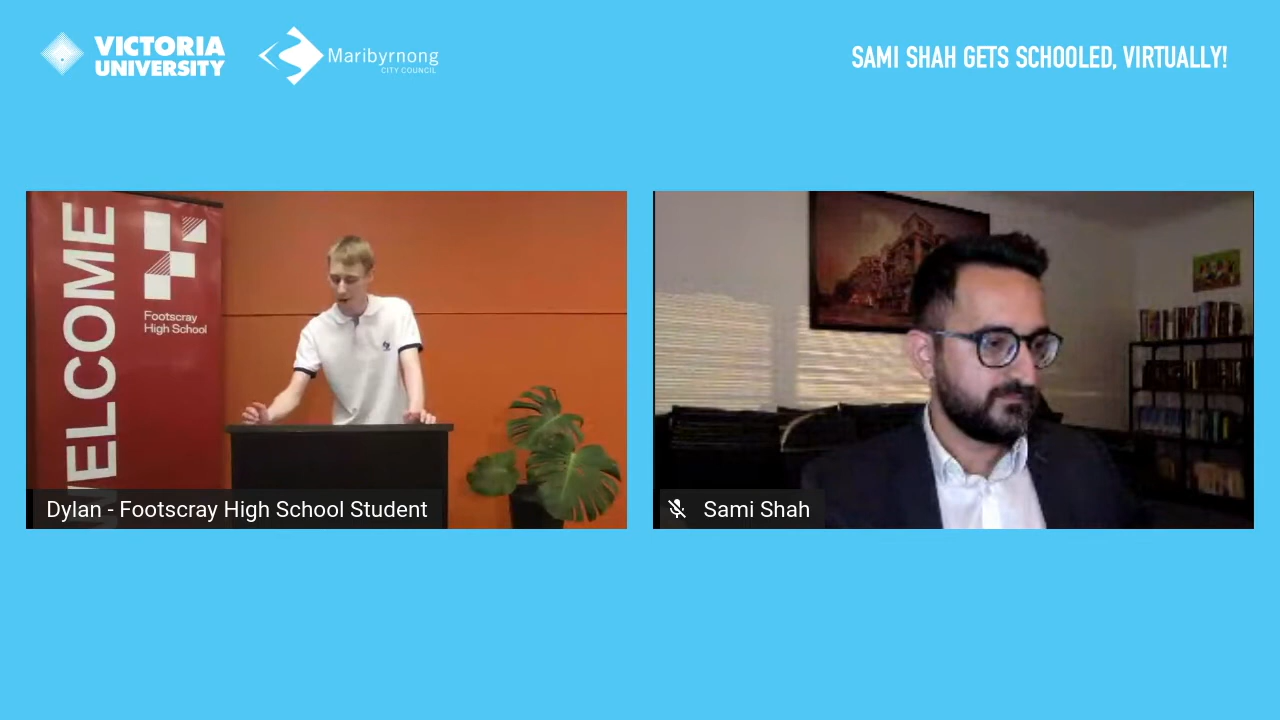 VICTORIA
UNIVERSITY
Maribyrnong
CITY COUNCIL
SAMI SHAH GETS SCHOOLED, VIRTUALLY!
WELCOME
Footscray
High School
Dylan - Footscray High School Student
Sami Shah